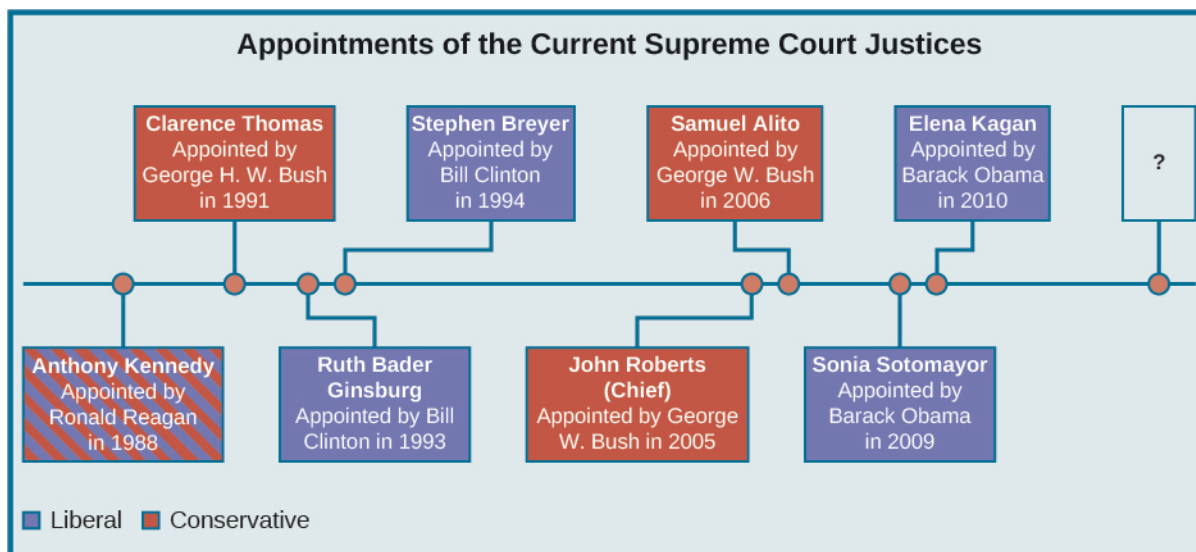 Appointments of the Current Supreme Court Justices
Clarence Thomas
Appointed by
George H. W. Bush
in 1991
Stephen Breyer
Appointed by
Bill Clinton
in 1994
Samuel Alito
Appointed by
George W. Bush
in 2006
Elena Kagan
Appointed by
Barack Obama
in 2010
?
Anthony Kennedy
Appointed by
Ronald Reagan
in 1988
Ruth Bader
Ginsburg
Appointed by Bill
Clinton in 1993
John Roberts
(Chief)
Appointed by George
W. Bush in 2005
Sonia Sotomayor
Appointed by
Barack Obama
in 2009
Liberal
Conservative